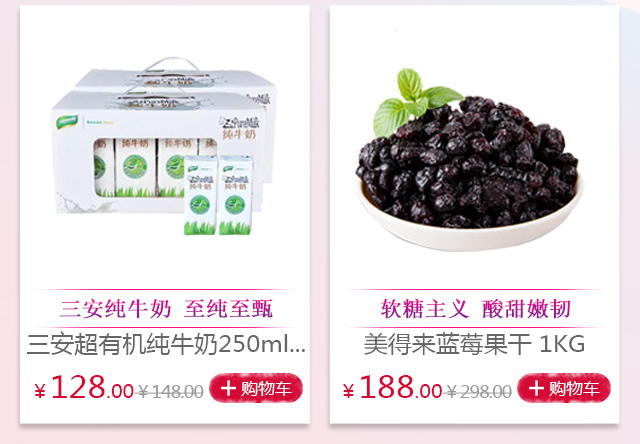 纯牛奶
纯牛奶
纯牛奶
三安纯牛奶 至纯至甄
三安超有机纯牛奶250ml...
¥128.00 ¥148.00 +购物车
软糖主义 酸甜嫩韧
美得来蓝莓果干 1KG
¥188.00 ¥298.00 +购物车